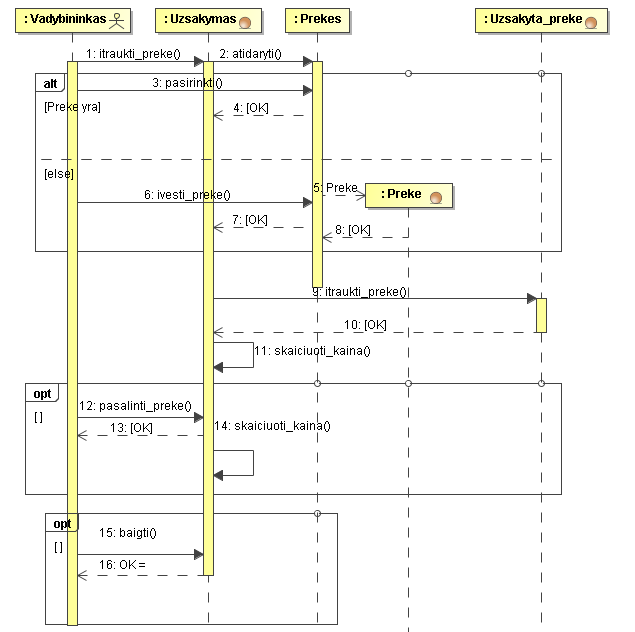 : Vadybininkas
: Uzsakymas
: Prekes
: Uzsakyta_preke
1: itraukti_preke()
2: atidaryti()
alt
3: pasirinkti()
[Preke yra]
4: [OK]
[else]
5: Preke
: Preke
6: ivesti_preke()
7: [OK]
8: [OK]
9: itraukti_preke()
10: [OK]
11: skaiciuoti_kaina()
opt
12: pasalinti_preke()
[ ]
13: [OK]
14: skaiciuoti_kaina()
opt
15: baigti()
[ ]
16: OK =